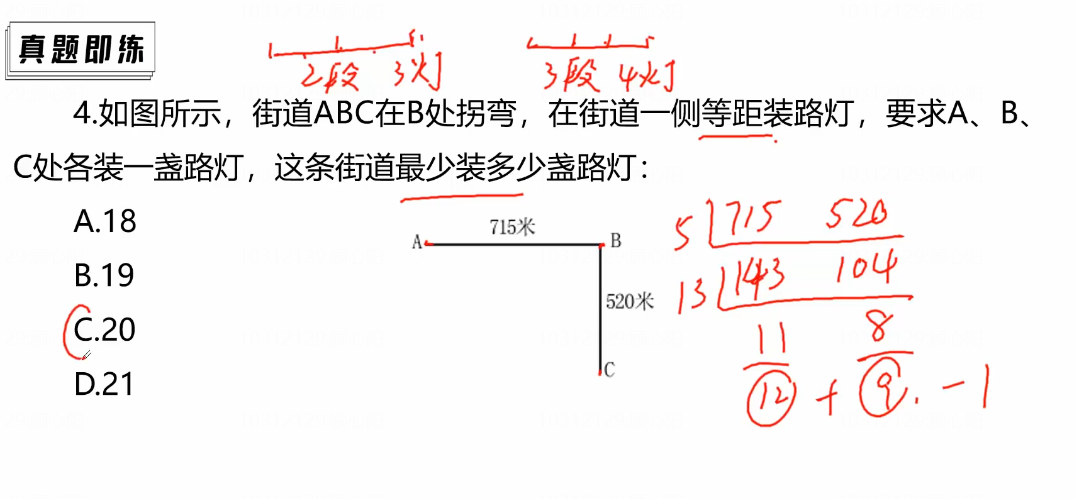 真题即练
2段 3灯 3段 4灯
4.如图所示，街道ABC在B处拐弯，在街道一侧等距装路灯，要求A、B、
C处各装一盏路灯，这条街道最少装多少盏路灯：
A.18
B.19
C.20
D.21
715米
A B
520米
C
5 715 520
13 143 104
11 8
12 + 9 - 1